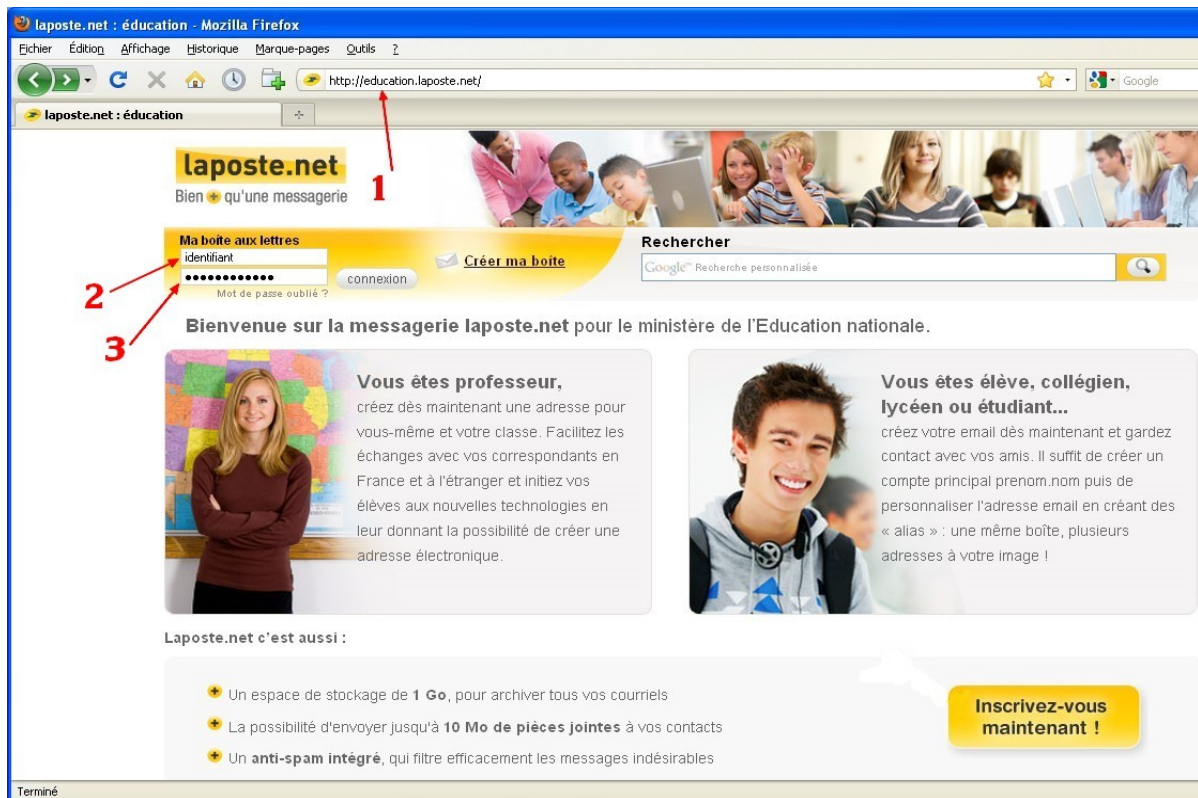 laposte.net : éducation - Mozilla Firefox
Fichier Édition Affichage Historique Marque-pages Outils ?
http://education.laposte.net/ Google
laposte.net : éducation
laposte.net
Bien + qu'une messagerie
1
Ma boîte aux lettres
identifiant
••••••••••••
connexion
Mot de passe oublié ?
2
3
Créer ma boîte
Rechercher
Google™ Recherche personnalisée
Bienvenue sur la messagerie laposte.net pour le ministère de l'Education nationale.
Vous êtes professeur,
créez dès maintenant une adresse pour
vous-même et votre classe. Facilitez les
échanges avec vos correspondants en
France et à l'étranger et initiez vos
élèves aux nouvelles technologies en
leur donnant la possibilité de créer une
adresse électronique.
Vous êtes élève, collégien,
lycéen ou étudiant...
créez votre email dès maintenant et gardez
contact avec vos amis. Il suffit de créer un
compte principal prenom.nom puis de
personnaliser l'adresse email en créant des
« alias » : une même boîte, plusieurs
adresses à votre image !
Laposte.net c'est aussi :
Un espace de stockage de 1 Go, pour archiver tous vos courriels
La possibilité d'envoyer jusqu'à 10 Mo de pièces jointes à vos contacts
Un anti-spam intégré, qui filtre efficacement les messages indésirables
Inscrivez-vous
maintenant !
Terminé